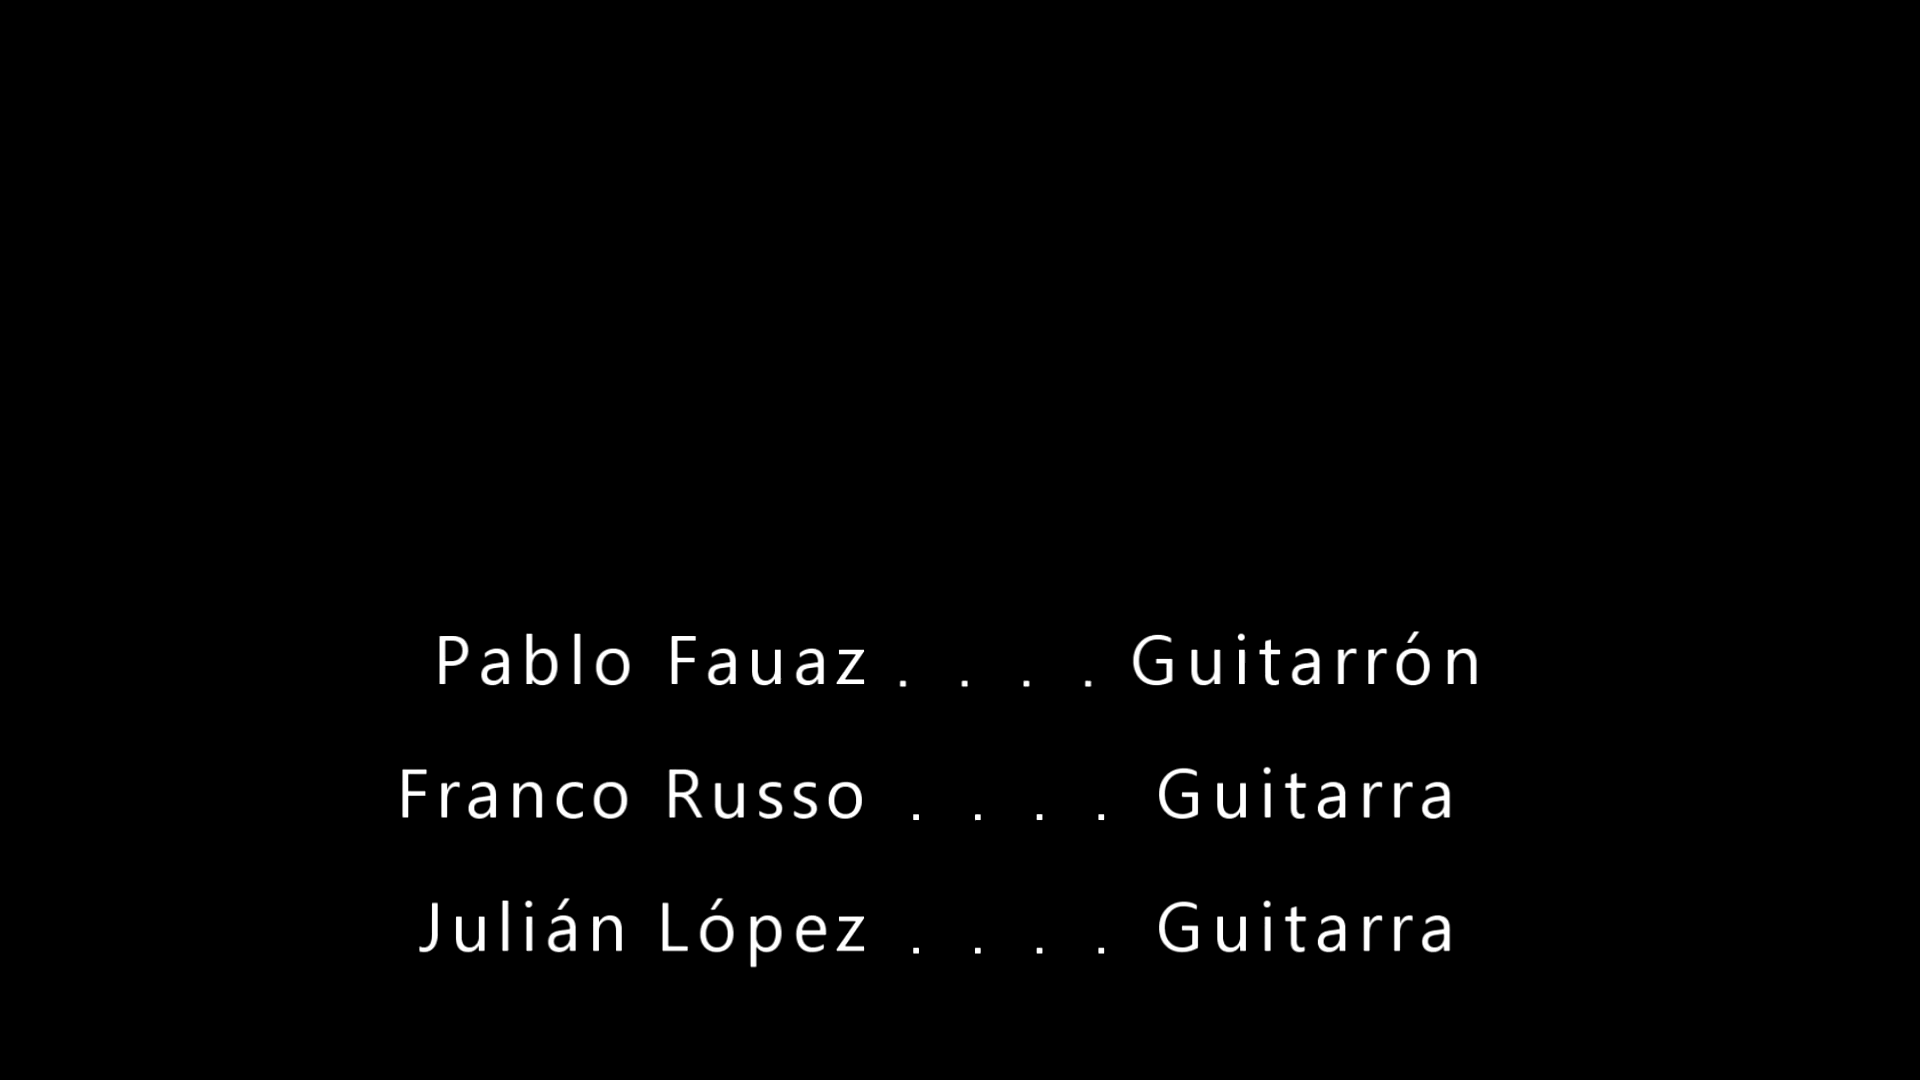 Pablo Fauaz . . . . Guitarrón
Franco Russo . . . . Guitarra
Julián López . . . . Guitarra